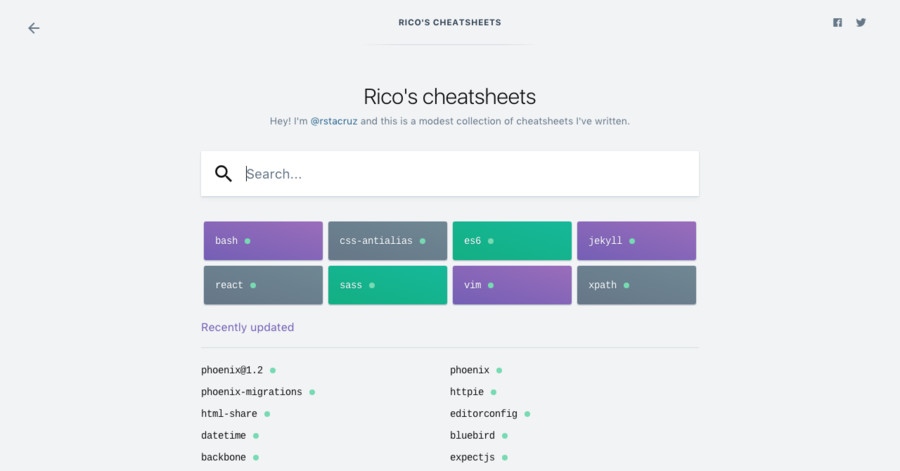 RICO'S CHEATSHEETS
Rico's cheatsheets
Hey! I'm @rstacruz and this is a modest collection of cheatsheets I've written.
Search...
bash css-antialias es6 jekyll
react sass vim xpath
Recently updated
phoenix@1.2 phoenix
phoenix-migrations httpie
html-share editorconfig
datetime bluebird
backbone expectjs